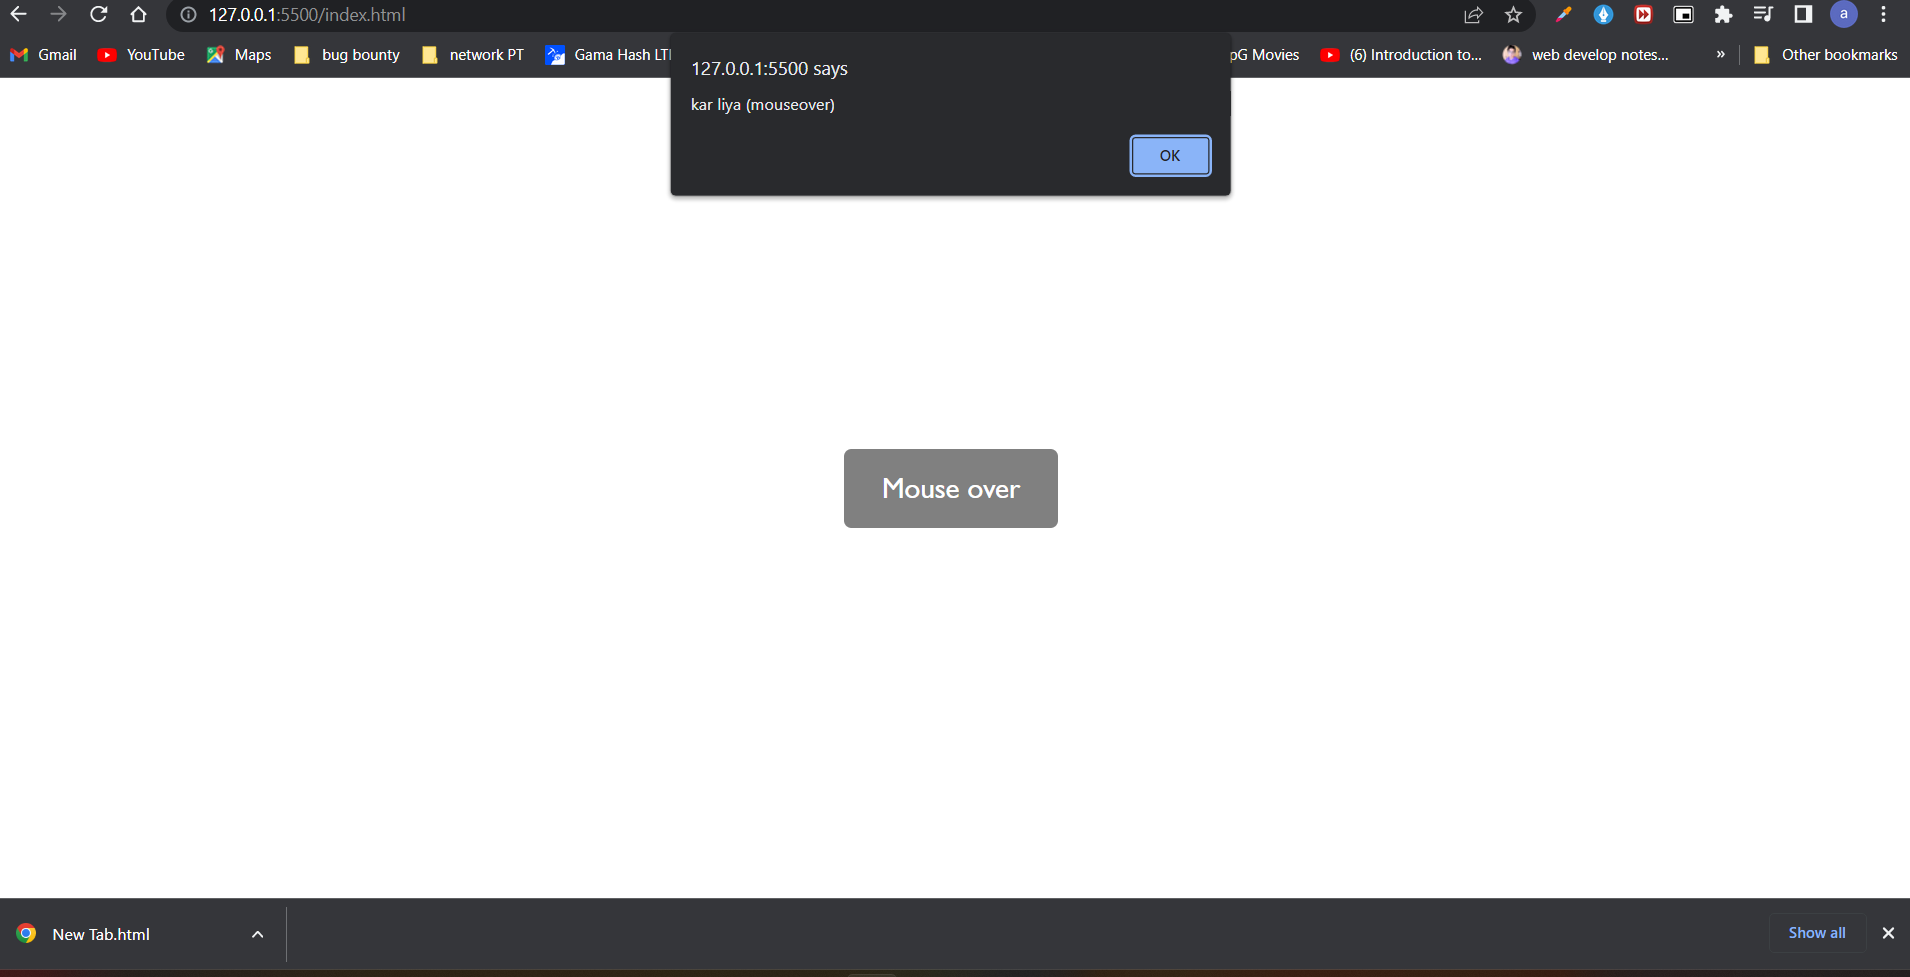 127.0.0.1:5500/index.html
a
Gmail YouTube Maps bug bounty network PT Gama Hash Movies (6) Introduction to... web develop notes... » Other bookmarks
127.0.0.1:5500 says
kar liya (mouseover)
OK
Mouse over
New Tab.html
Show all